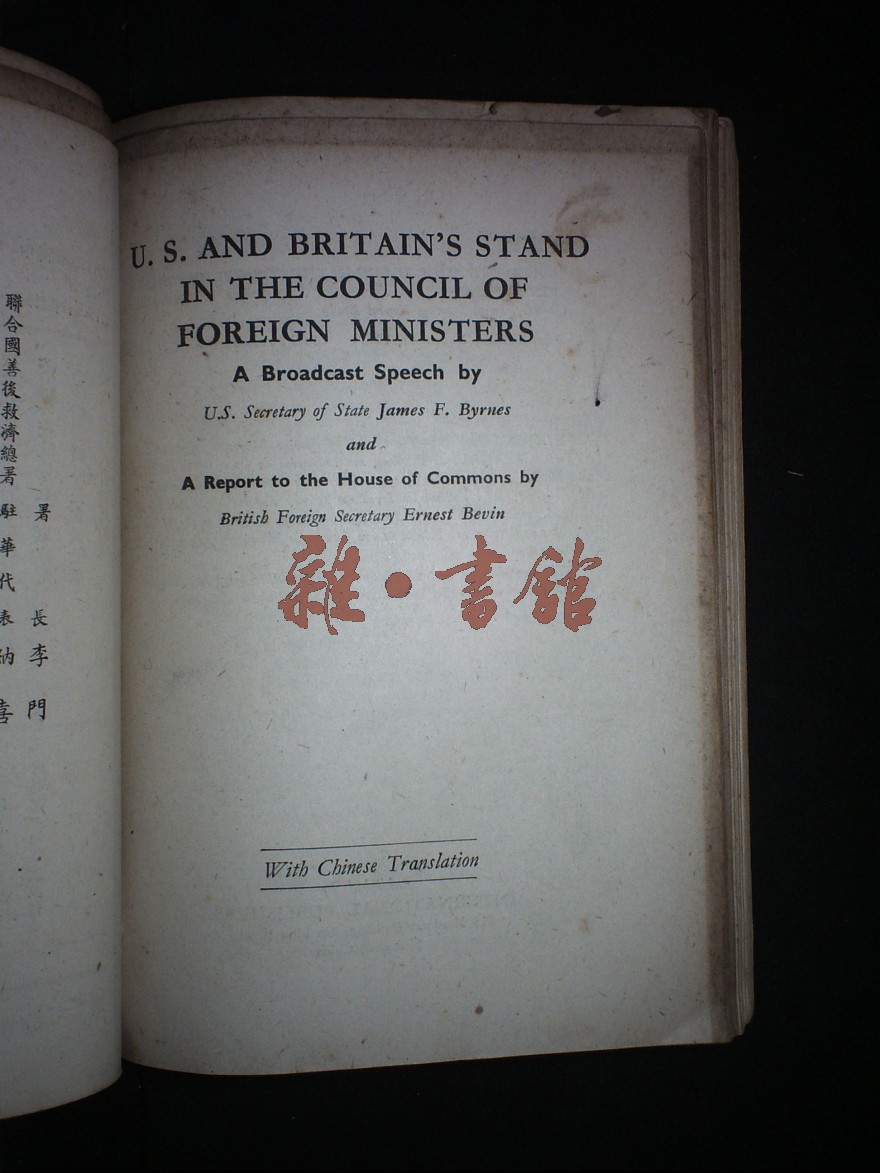 U. S. AND BRITAIN'S STAND
IN THE COUNCIL OF
FOREIGN MINISTERS
A Broadcast Speech by
U.S. Secretary of State James F. Byrnes
and
A Report to the House of Commons by
British Foreign Secretary Ernest Bevin
雜·書館
With Chinese Translation
署長李門
聯合國善後救濟總署駐華代表納喜